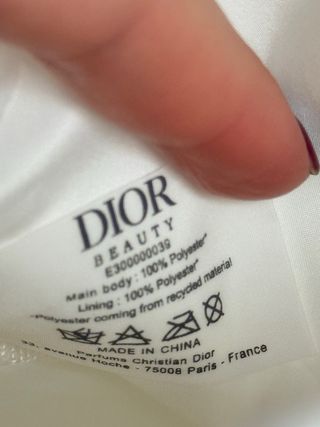 DIOR
BEAUTY
E300000039
Main body : 100% Polyester*
Lining : 100% Polyester*
*Polyester coming from recycled material
MADE IN CHINA
Parfums Christian Dior
33, avenue Hoche - 75008 Paris - France